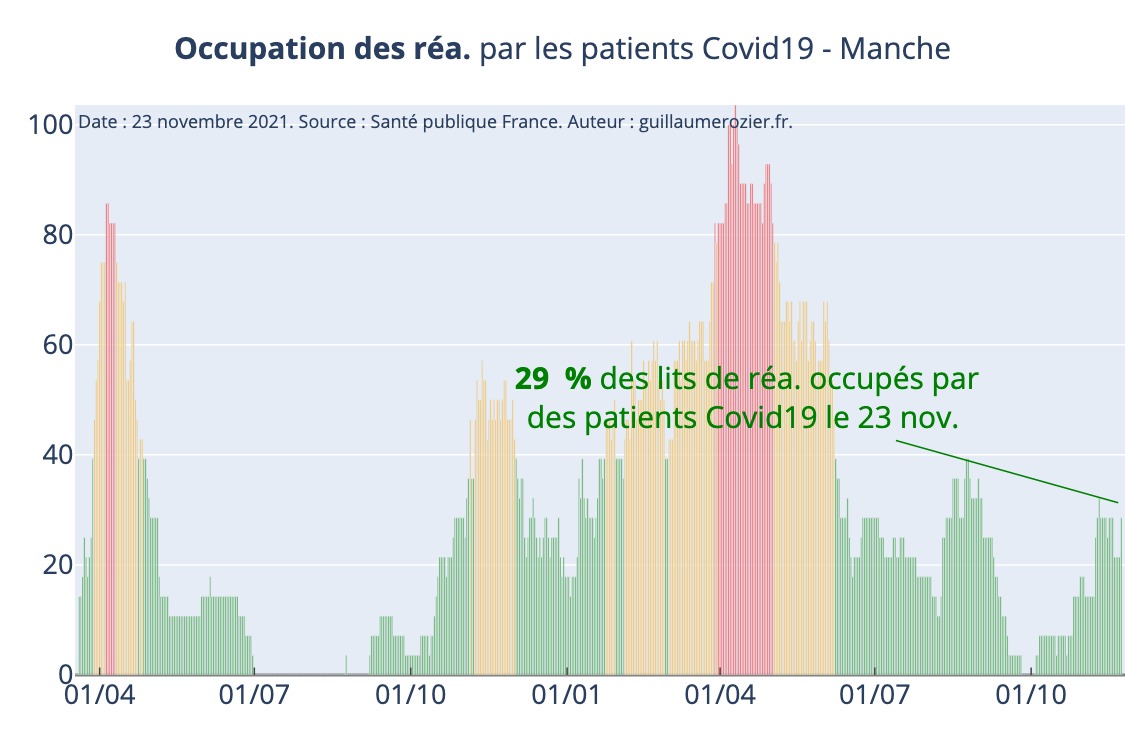 Occupation des réa. par les patients Covid19 - Manche
100
Date : 23 novembre 2021. Source : Santé publique France. Auteur : guillaumerozier.fr.
80
60
29 % des lits de réa. occupés par
des patients Covid19 le 23 nov.
40
20
0
01/04 01/07 01/10 01/01 01/04 01/07 01/10